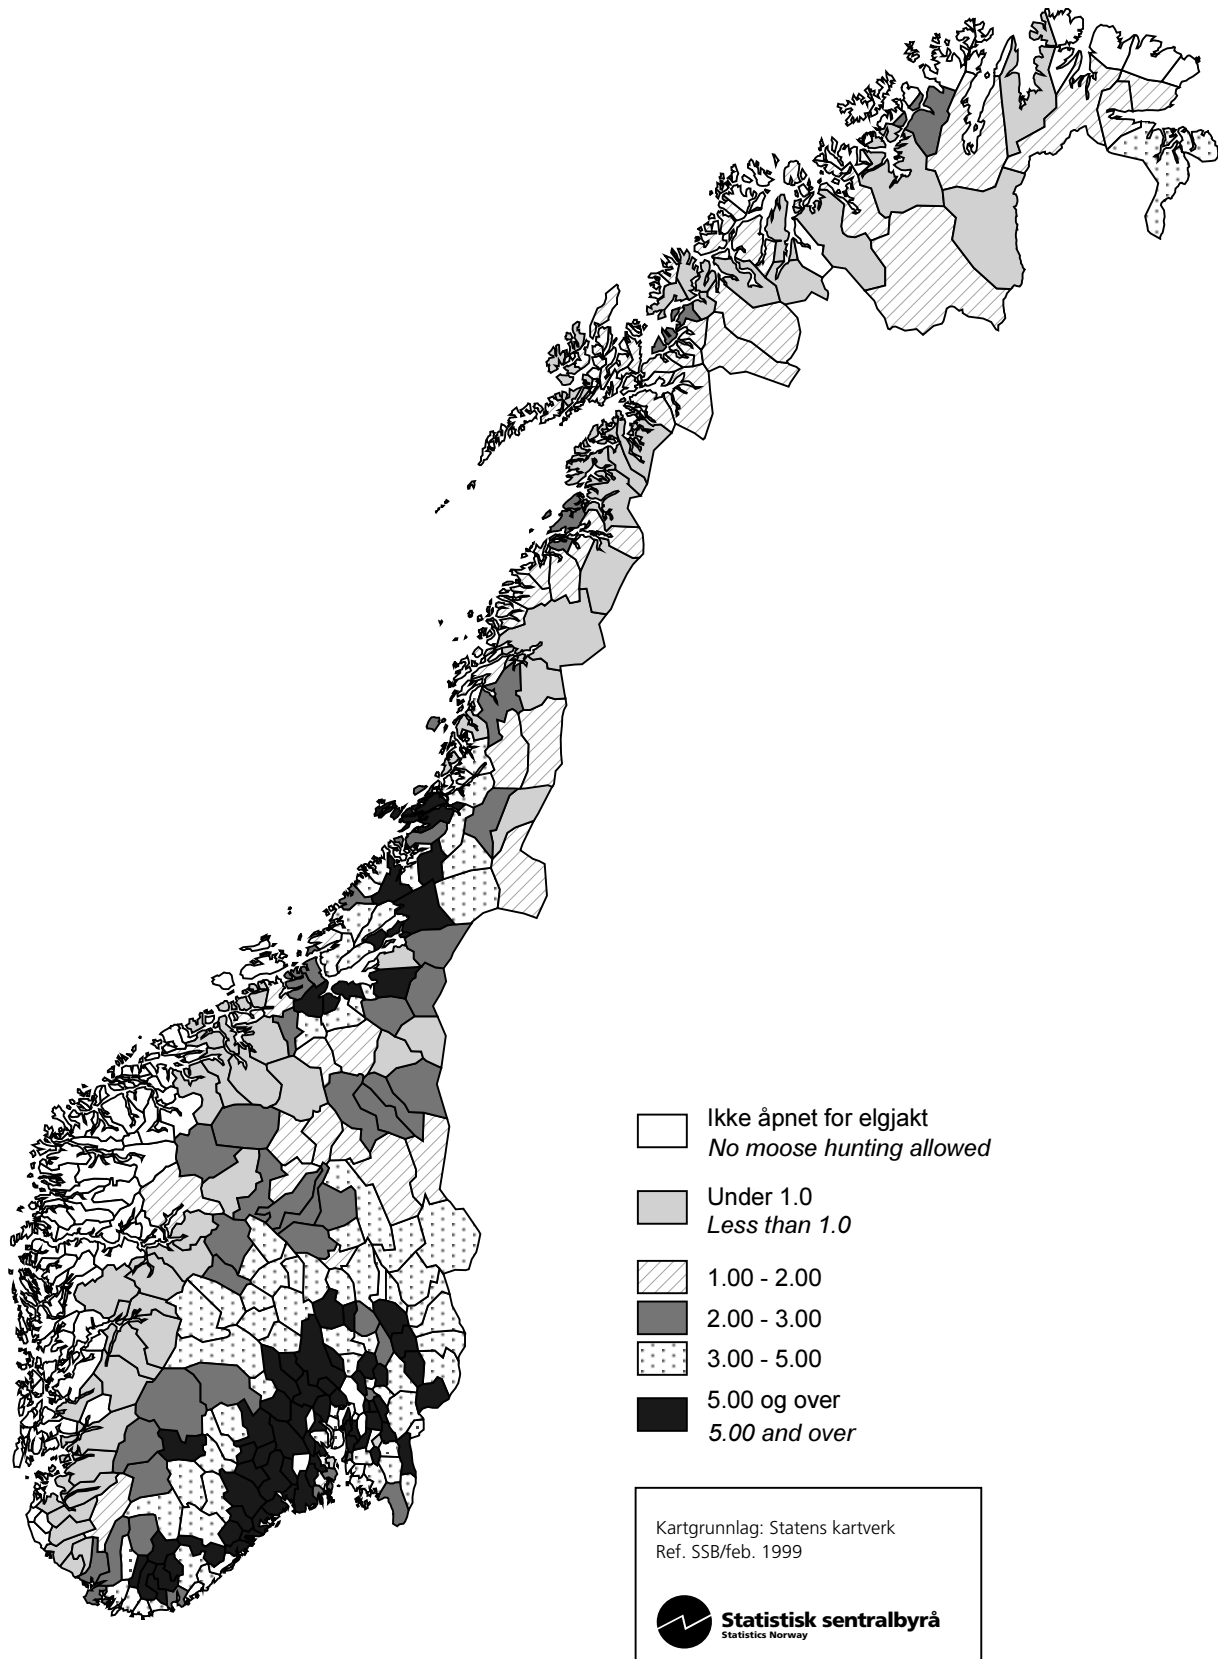 Ikke åpnet for elgjakt
No moose hunting allowed
Under 1.0
Less than 1.0
1.00 - 2.00
2.00 - 3.00
3.00 - 5.00
5.00 og over
5.00 and over
Kartgrunnlag: Statens kartverk
Ref. SSB/feb. 1999
Statistisk sentralbyrå
Statistics Norway